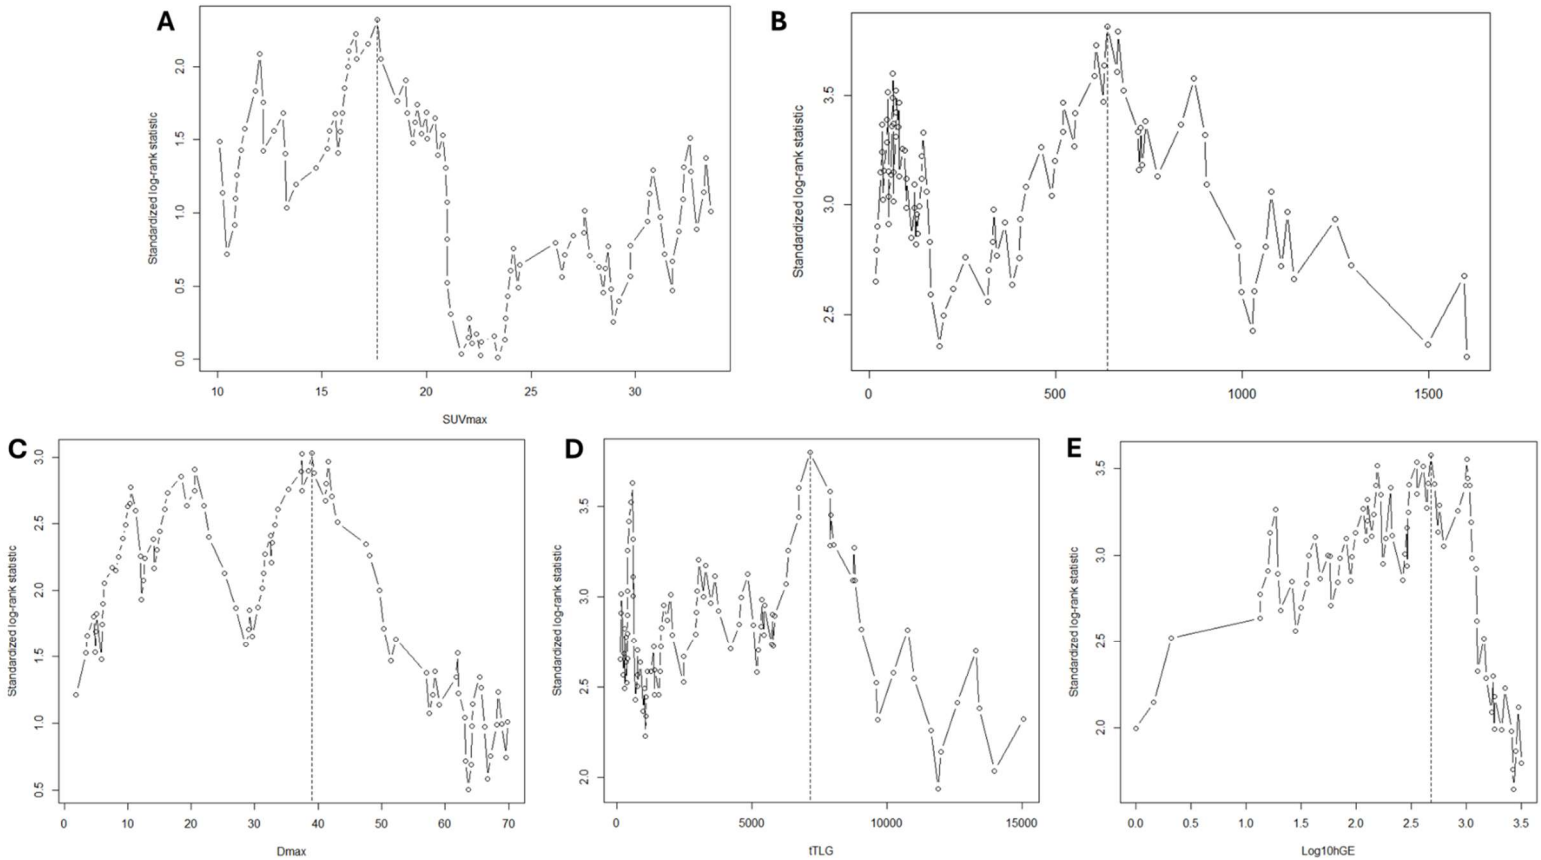 A
Standardized log-rank statistic
2.0
1.5
1.0
0.5
0.0
10 15 20 25 30
SUVmax
B
Standardized log-rank statistic
3.5
3.0
2.5
0 500 1000 1500
C
Standardized log-rank statistic
3.0
2.5
2.0
1.5
1.0
0.5
0 10 20 30 40 50 60 70
Dmax
D
Standardized log-rank statistic
3.5
3.0
2.5
2.0
0 5000 10000 15000
tTLG
E
Standardized log-rank statistic
3.5
3.0
2.5
2.0
0.0 0.5 1.0 1.5 2.0 2.5 3.0 3.5
Log10hGE